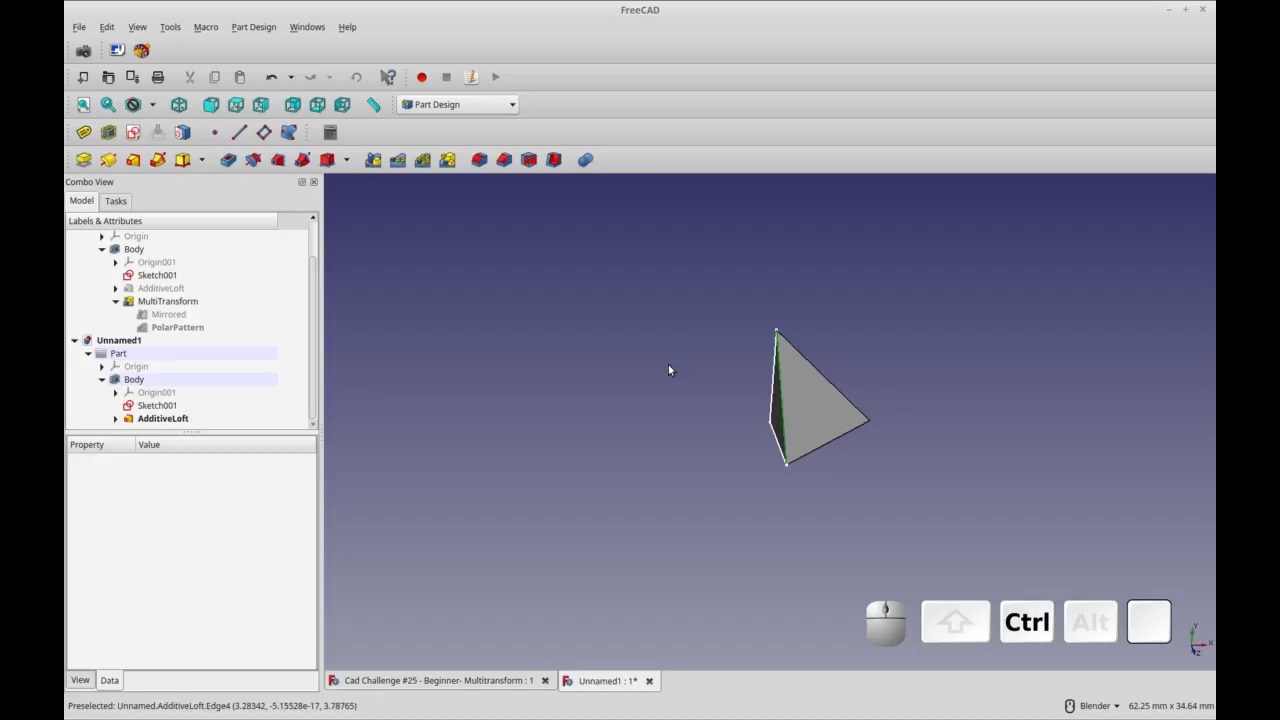 FreeCAD
File Edit View Tools Macro Part Design Windows Help
Part Design
Combo View
Model Tasks
Labels & Attributes
Origin
Body
Origin001
Sketch001
AdditiveLoft
MultiTransform
Mirrored
PolarPattern
Unnamed1
Part
Origin
Body
Origin001
Sketch001
AdditiveLoft
Property Value
Ctrl Alt
Y
X
Z
View Data
Cad Challenge #25 - Beginner- Multitransform : 1
Unnamed1 : 1*
Preselected: Unnamed.AdditiveLoft.Edge4 (3.28342, -5.15528e-17, 3.78765)
Blender 62.25 mm x 34.64 mm